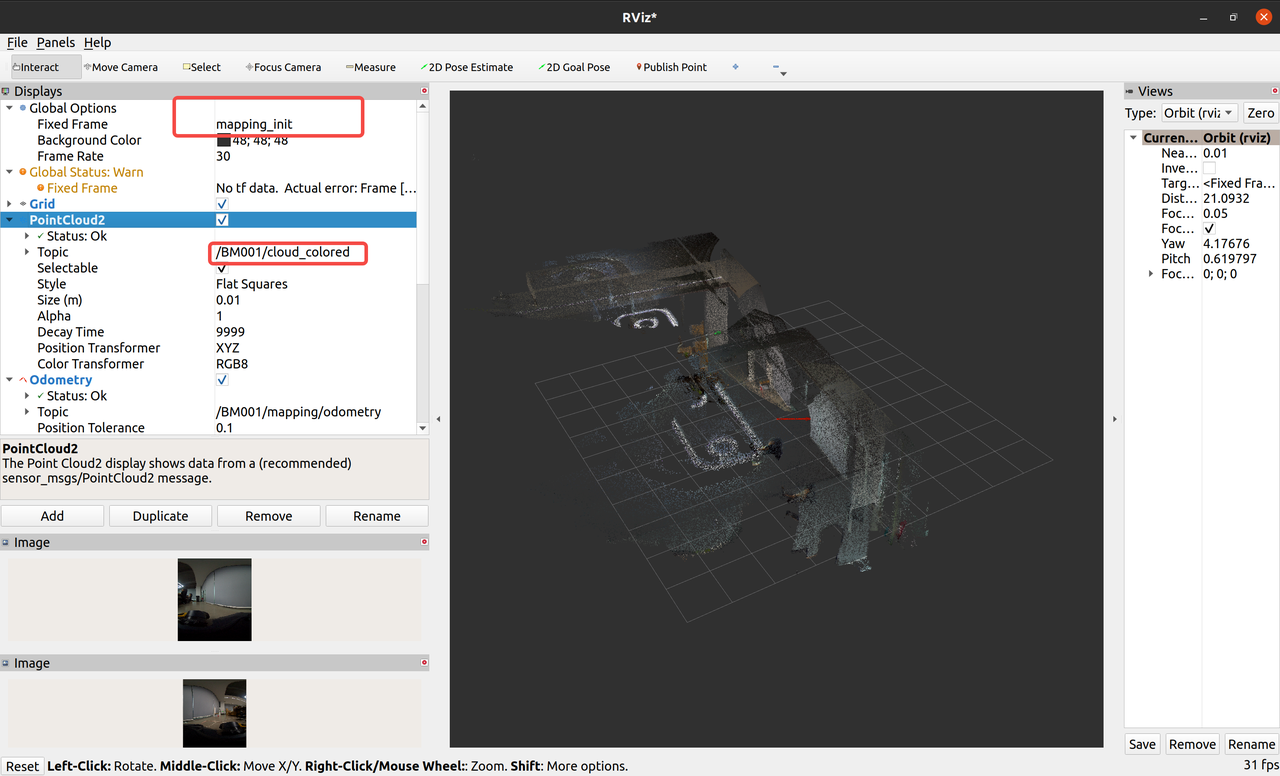 RViz*
File Panels Help
Interact Move Camera Select Focus Camera Measure 2D Pose Estimate 2D Goal Pose Publish Point
Displays
Global Options
Fixed Frame mapping_init
Background Color 48; 48; 48
Frame Rate 30
Global Status: Warn
Fixed Frame No tf data. Actual error: Frame [...
Grid
PointCloud2
Status: Ok
Topic /BM001/cloud_colored
Selectable
Style Flat Squares
Size (m) 0.01
Alpha 1
Decay Time 9999
Position Transformer XYZ
Color Transformer RGB8
Odometry
Status: Ok
Topic /BM001/mapping/odometry
Position Tolerance 0.1
PointCloud2
The Point Cloud2 display shows data from a (recommended)
sensor_msgs/PointCloud2 message.
Add Duplicate Remove Rename
Image
Image
Views
Type: Orbit (rviz Zero
Curren... Orbit (rviz)
Nea... 0.01
Inve...
Targ... <Fixed Fra...
Dist... 21.0932
Foc... 0.05
Foc...
Yaw 4.17676
Pitch 0.619797
Foc... 0; 0; 0
Save Remove Rename
Reset Left-Click: Rotate. Middle-Click: Move X/Y. Right-Click/Mouse Wheel:: Zoom. Shift: More options. 31 fps